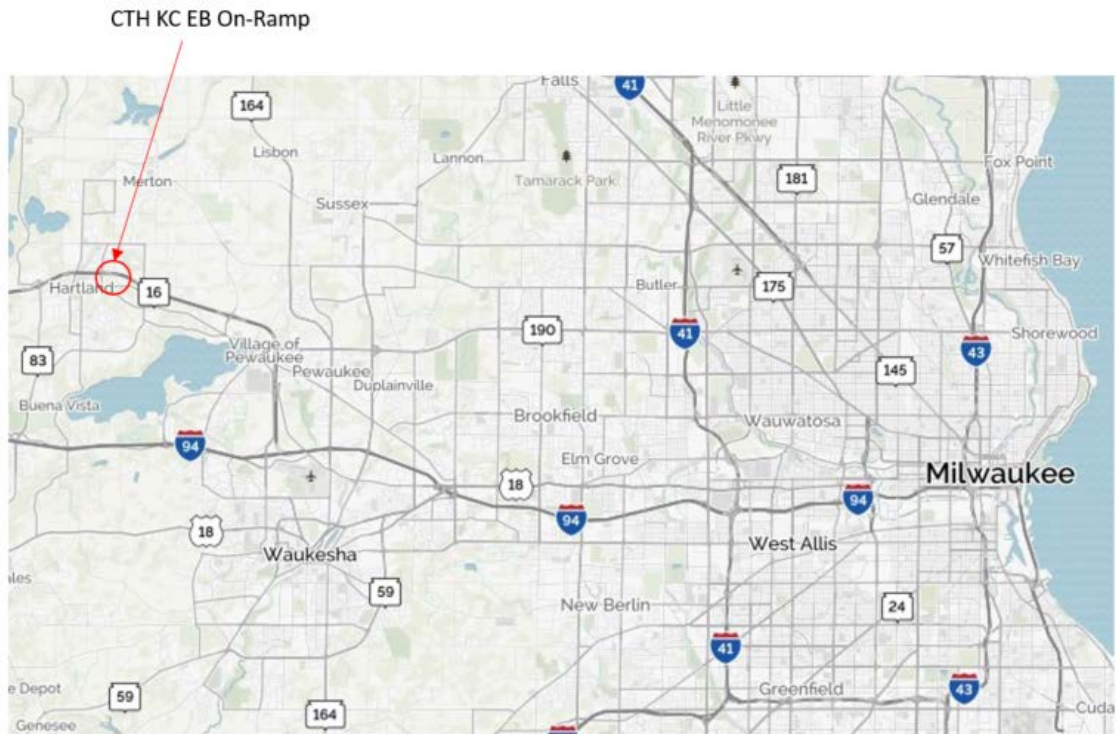 CTH KC EB On-Ramp
Falls
41
164
Little
Menomonee
River Pkwy
Lisbon
Lannon
Fox Point
Merton
Tamarack Park
181
Glendale
Sussex
57
Whitefish Bay
Hartland
16
Butler
175
190
41
Shorewood
83
Village of
Pewaukee
43
Pewaukee
Duplainville
145
Buena Vista
Brookfield
Wauwatosa
94
Elm Grove
Milwaukee
18
94
94
18
Waukesha
West Allis
ales
59
New Berlin
24
41
e Depot
59
Greenfield
43
164
Cuda
Genesee